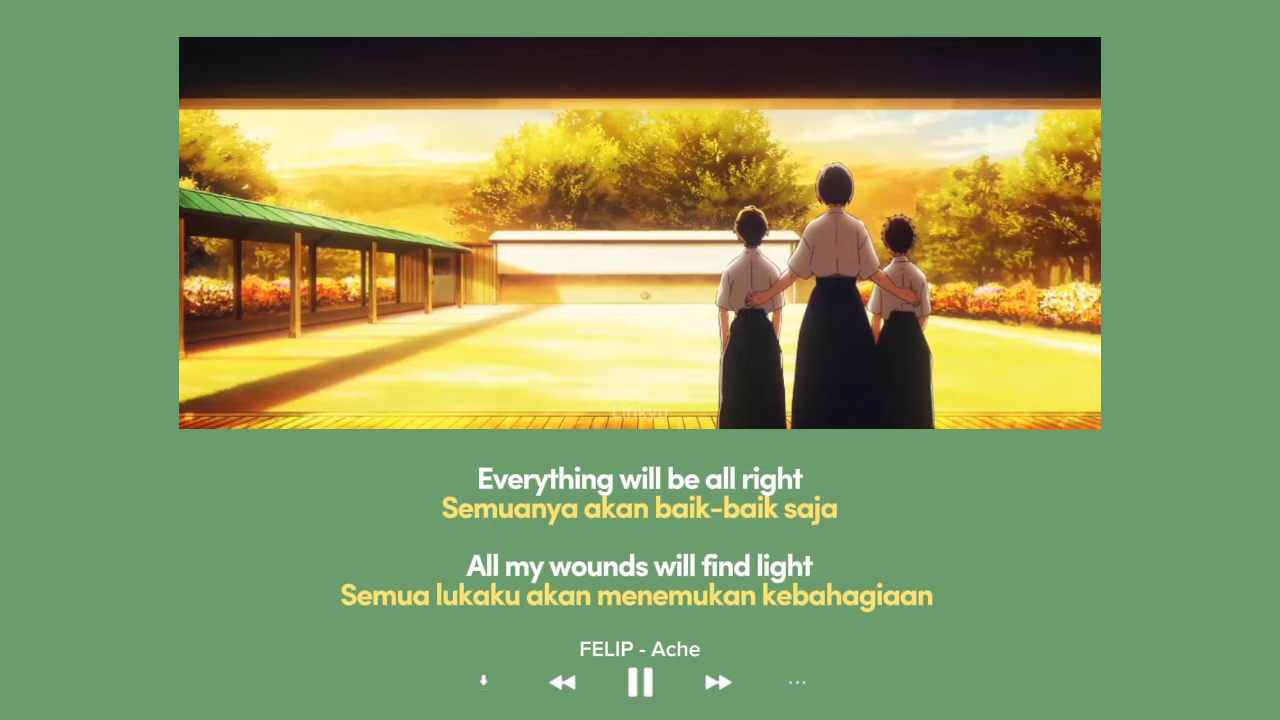 Lirikyu
Everything will be all right
Semuanya akan baik-baik saja
All my wounds will find light
Semua lukaku akan menemukan kebahagiaan
FELIP - Ache